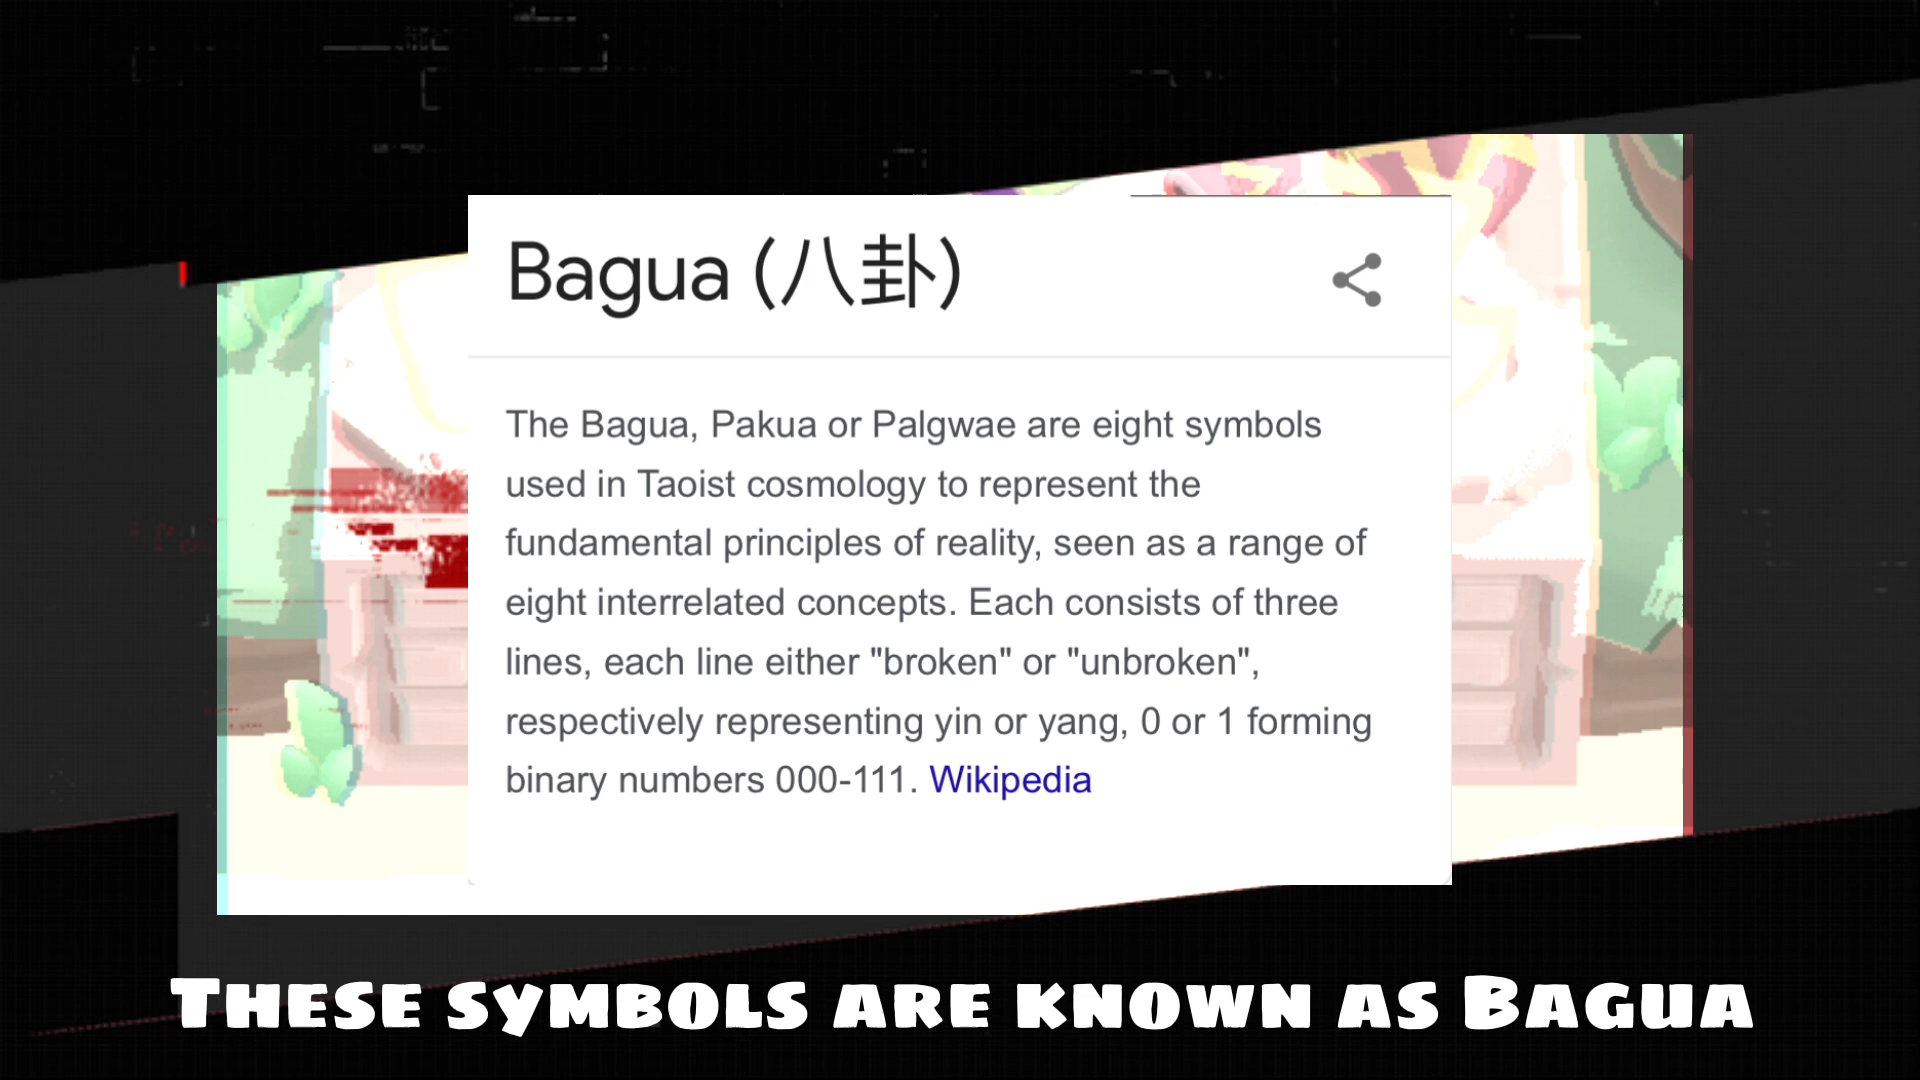 Bagua (八卦)
The Bagua, Pakua or Palgwae are eight symbols
used in Taoist cosmology to represent the
fundamental principles of reality, seen as a range of
eight interrelated concepts. Each consists of three
lines, each line either "broken" or "unbroken",
respectively representing yin or yang, 0 or 1 forming
binary numbers 000-111. Wikipedia
These symbols are known as Bagua